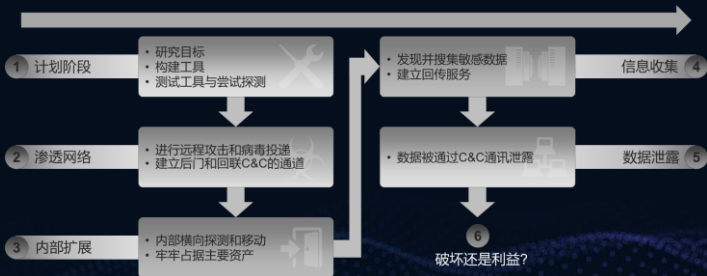 1 计划阶段
• 研究目标
• 构建工具
• 测试工具与尝试探测
2 渗透网络
• 进行远程攻击和病毒投递
• 建立后门和回联C&C的通道
3 内部扩展
• 内部横向探测和移动
• 牢牢占据主要资产
• 发现并搜集敏感数据
• 建立回传服务
信息收集 4
• 数据被通过C&C通讯泄露
数据泄露 5
6
破坏还是利益?